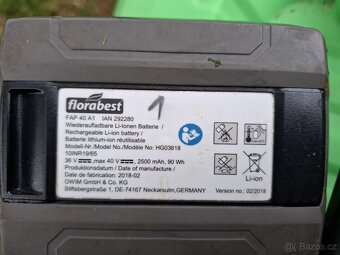 florabest
1
FAP 40 A1 IAN 292280
Wiederaufladbare Li-Ionen Batterie /
Rechargeable Li-ion battery /
Batterie lithium-ion réutilisable
Modell-Nr./Model No./Modèle No: HG03618
10INR19/65
36 V max 40 V 2500 mAh, 90 Wh
Produktionsdatum / Date of manufacture /
Date de fabrication: 2018-02
OWIM GmbH & Co. KG
Stiftsbergstraße 1, DE-74167 Neckarsulm, GERMANY
Li-ion
Version no.: 02/2018
Bazoš.cz